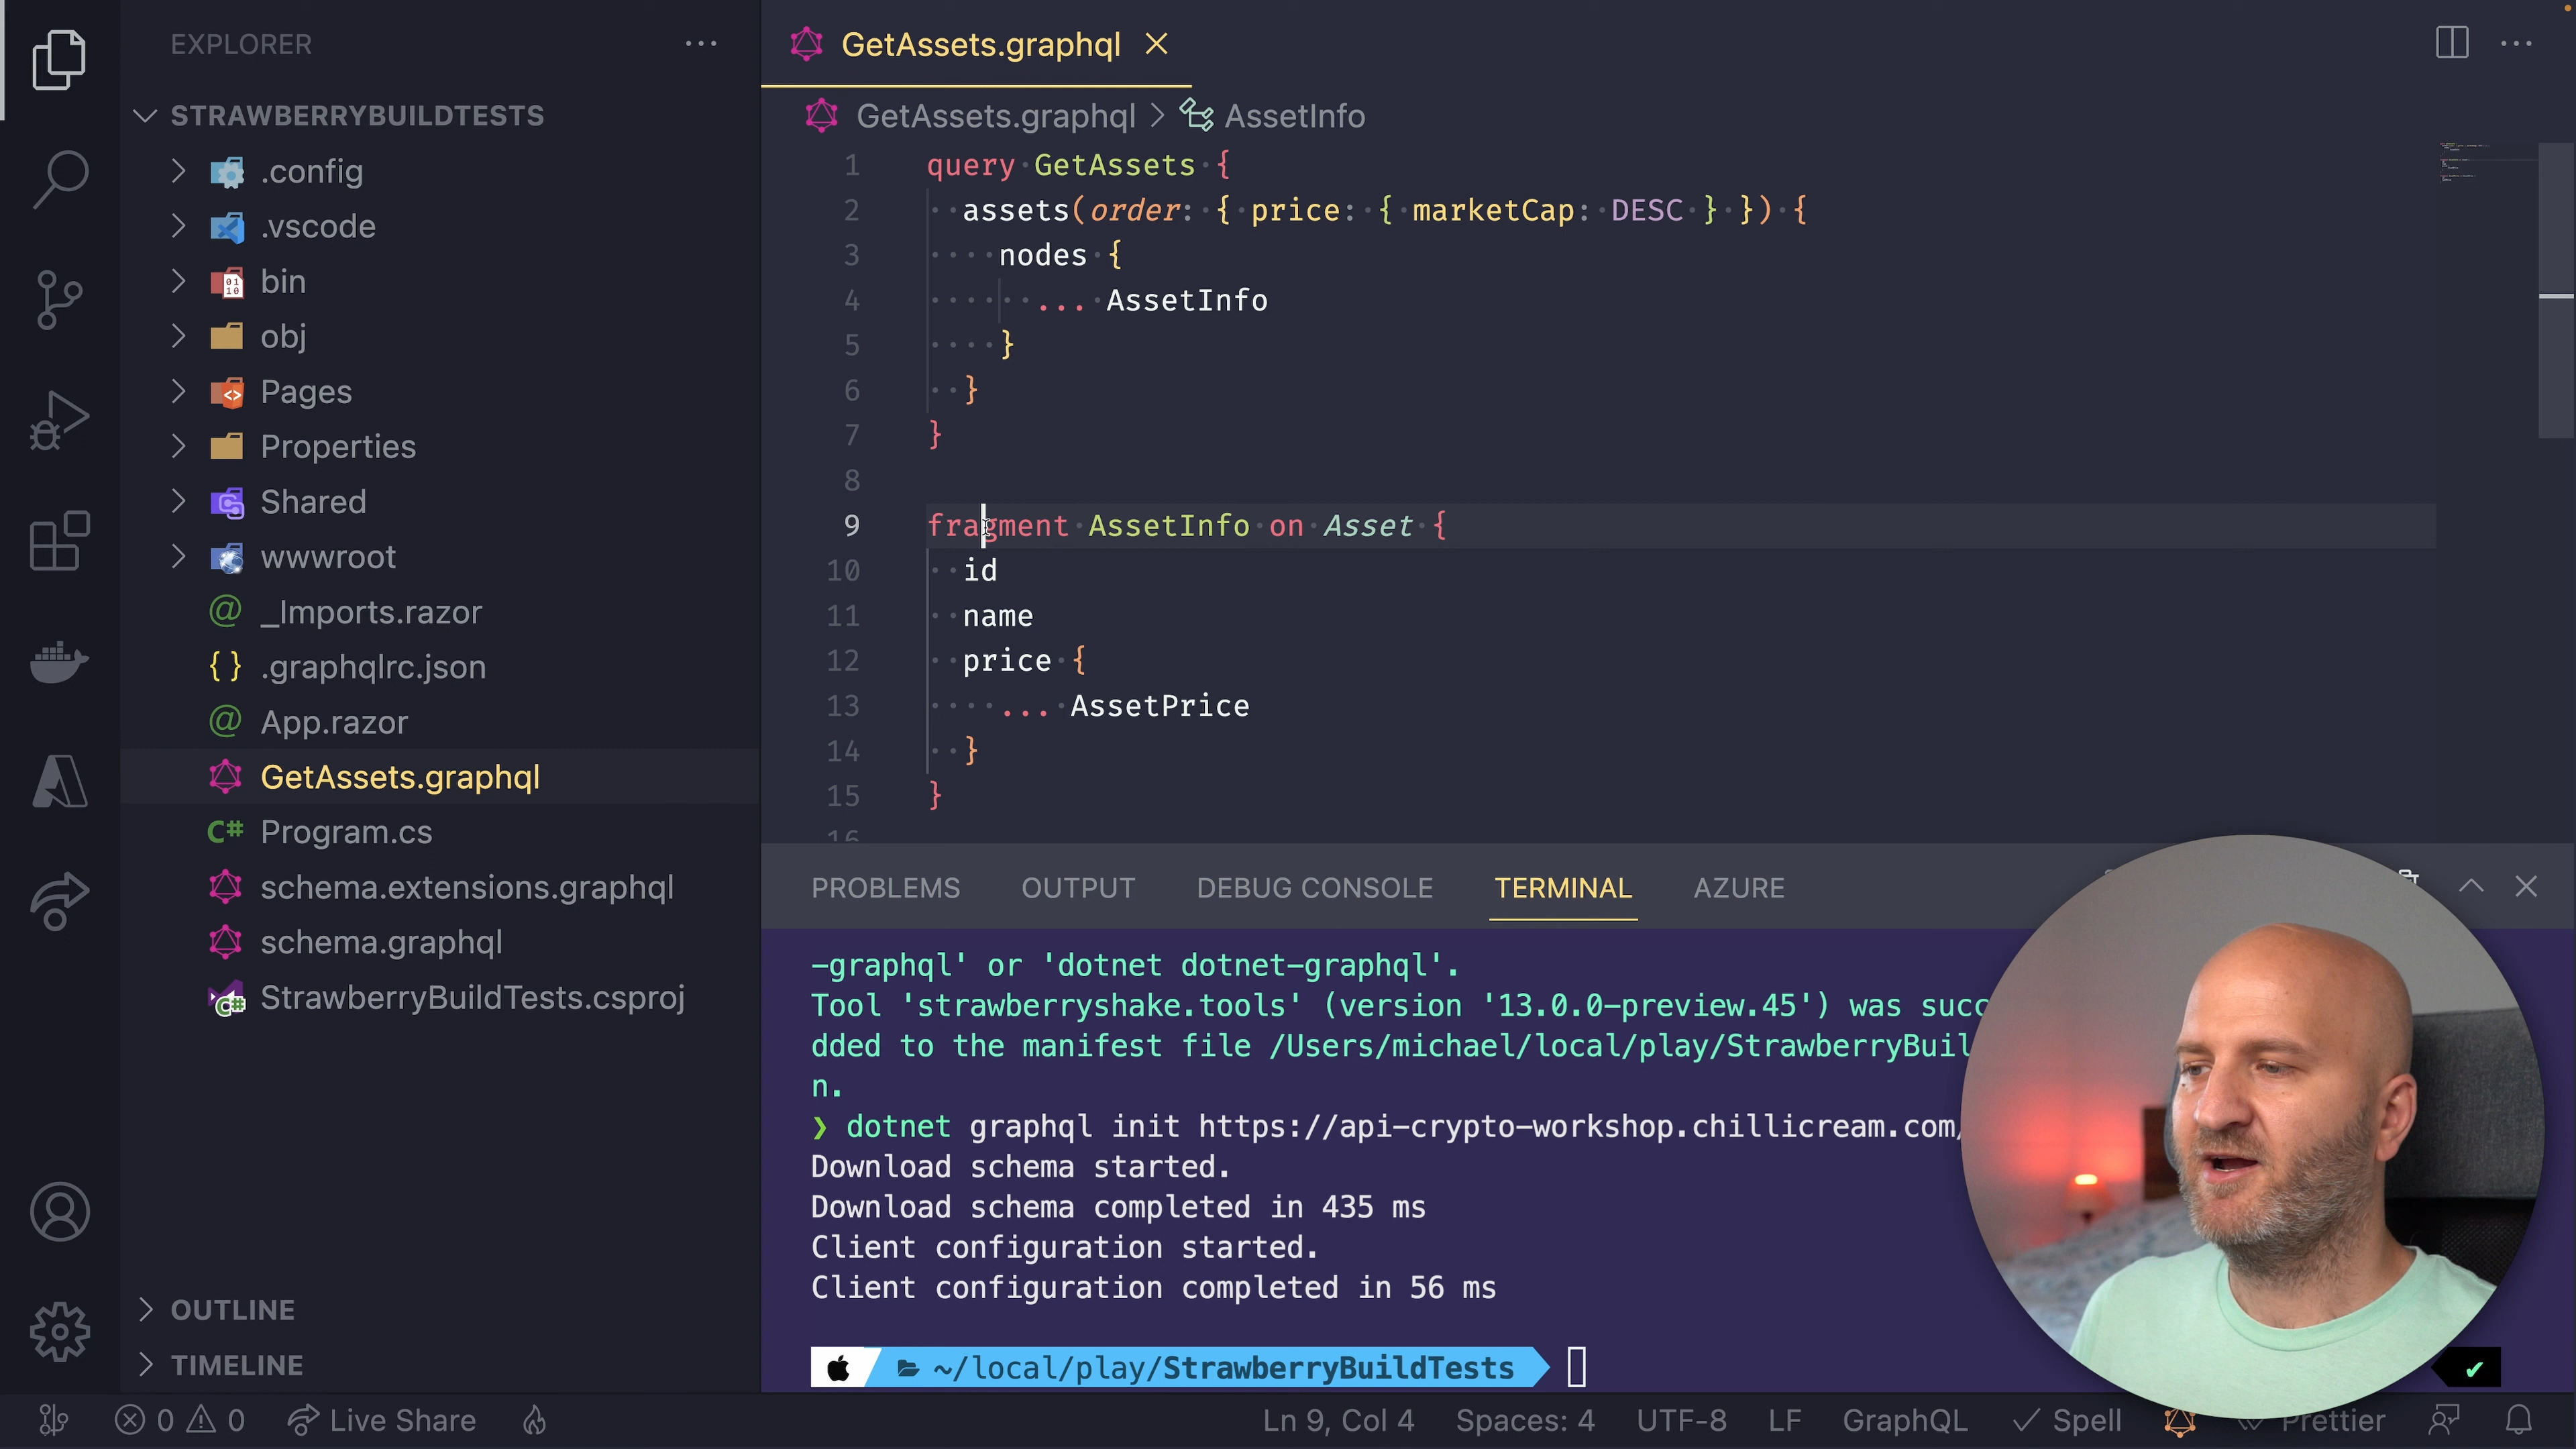 EXPLORER
STRAWBERRYBUILDTESTS
.config
.vscode
bin
obj
Pages
Properties
Shared
wwwroot
_Imports.razor
.graphqlrc.json
App.razor
GetAssets.graphql
Program.cs
schema.extensions.graphql
schema.graphql
StrawberryBuildTests.csproj
OUTLINE
TIMELINE
GetAssets.graphql
GetAssets.graphql > AssetInfo
1 query GetAssets {
2 assets(order: { price: { marketCap: DESC } }) {
3 nodes {
4 ... AssetInfo
5 }
6 }
7 }
8
9 fragment AssetInfo on Asset {
10 id
11 name
12 price {
13 ... AssetPrice
14 }
15 }
16
PROBLEMS OUTPUT DEBUG CONSOLE TERMINAL AZURE
-graphql' or 'dotnet dotnet-graphql'.
Tool 'strawberryshake.tools' (version '13.0.0-preview.45') was succ
dded to the manifest file /Users/michael/local/play/StrawberryBuil
n.
❯ dotnet graphql init https://api-crypto-workshop.chillicream.com/
Download schema started.
Download schema completed in 435 ms
Client configuration started.
Client configuration completed in 56 ms
~/local/play/StrawberryBuildTests
0 0 Live Share Ln 9, Col 4 Spaces: 4 UTF-8 LF GraphQL Spell Prettier